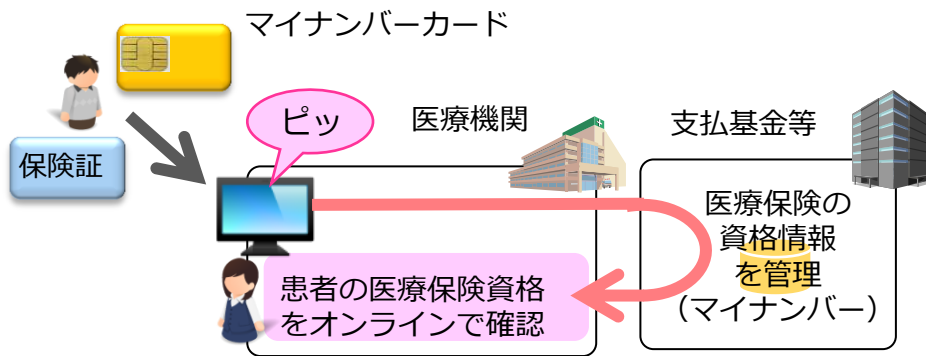 マイナンバーカード
保険証
ピッ
医療機関
支払基金等
患者の医療保険資格
をオンラインで確認
医療保険の
資格情報
を管理
（マイナンバー）